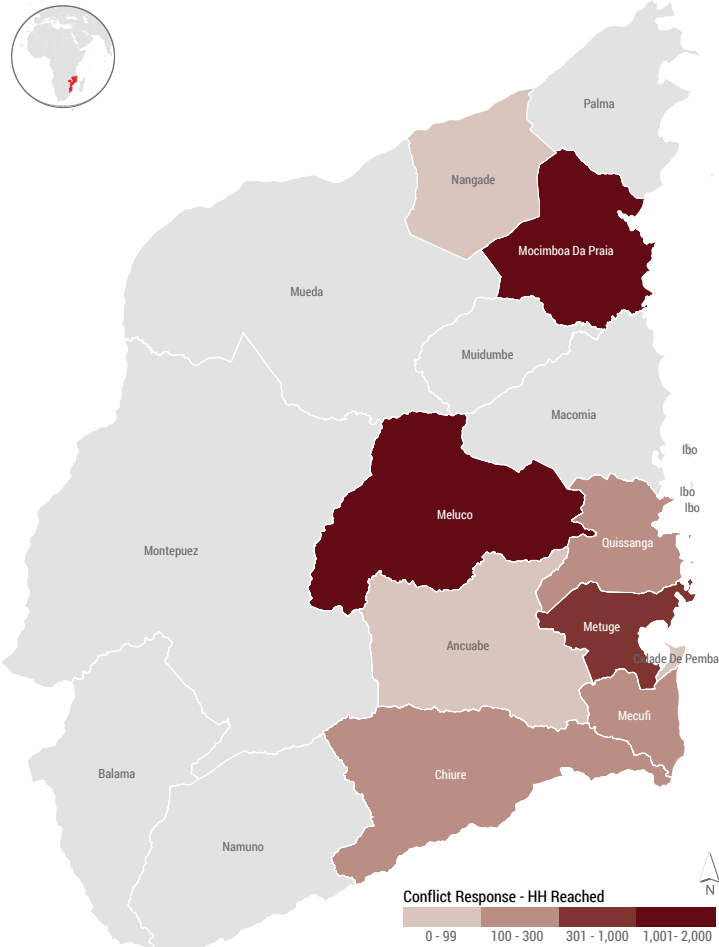 Palma
Nangade
Mocimboa Da Praia
Mueda
Muidumbe
Macomia
Ibo
Ibo
Ibo
Meluco
Quissanga
Montepuez
Metuge
Ancuabe
Cidade De Pemba
Mecufi
Balama
Chiure
Namuno
N
Conflict Response - HH Reached
0 - 99 100 - 300 301 - 1,000 1,001- 2,000